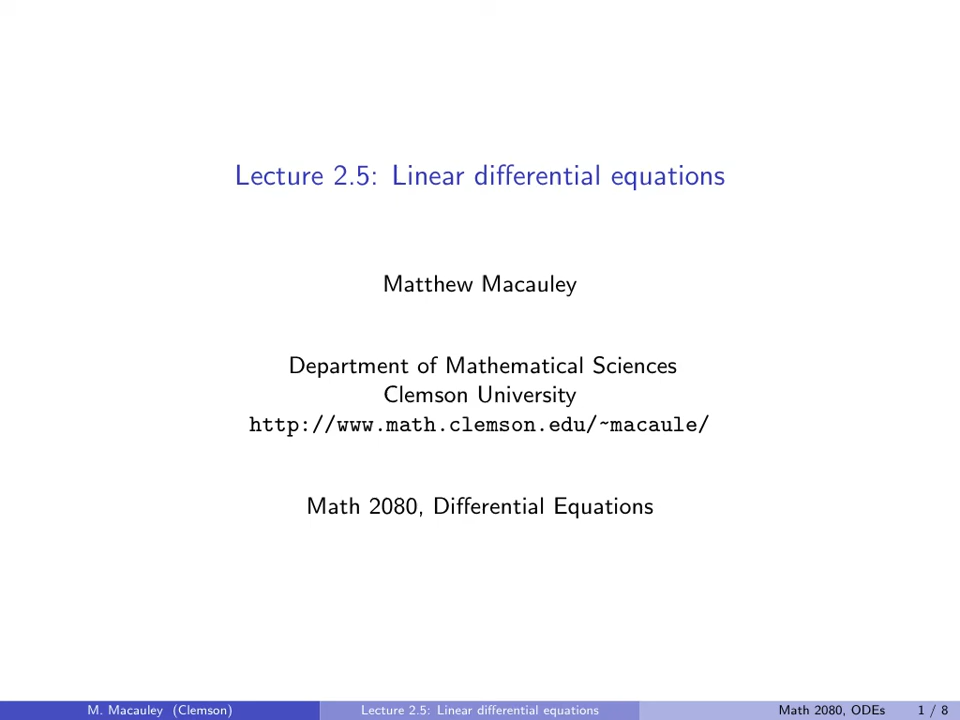 Lecture 2.5: Linear differential equations
Matthew Macauley
Department of Mathematical Sciences
Clemson University
http://www.math.clemson.edu/~macaule/
Math 2080, Differential Equations
M. Macauley (Clemson) Lecture 2.5: Linear differential equations Math 2080, ODEs 1 / 8